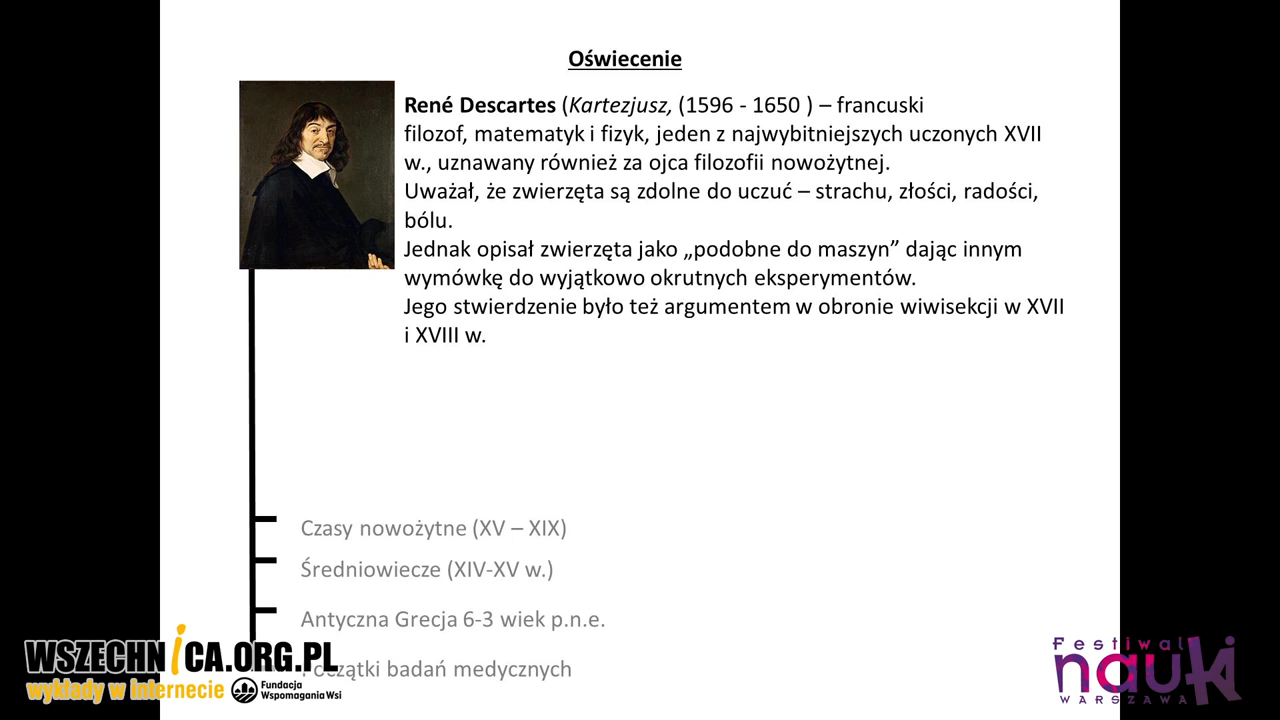 Oświecenie
René Descartes (Kartezjusz, (1596 - 1650 ) – francuski
filozof, matematyk i fizyk, jeden z najwybitniejszych uczonych XVII
w., uznawany również za ojca filozofii nowożytnej.
Uważał, że zwierzęta są zdolne do uczuć – strachu, złości, radości,
bólu.
Jednak opisał zwierzęta jako „podobne do maszyn” dając innym
wymówkę do wyjątkowo okrutnych eksperymentów.
Jego stwierdzenie było też argumentem w obronie wiwisekcji w XVII
i XVIII w.
Czasy nowożytne (XV – XIX)
Średniowiecze (XIV-XV w.)
Antyczna Grecja 6-3 wiek p.n.e.
Początki badań medycznych
WSZECHNiCA.ORG.PL
wykłady w internecie
Fundacja
Wspomagania Wsi
Festiwal
nauki
WARSZAWA